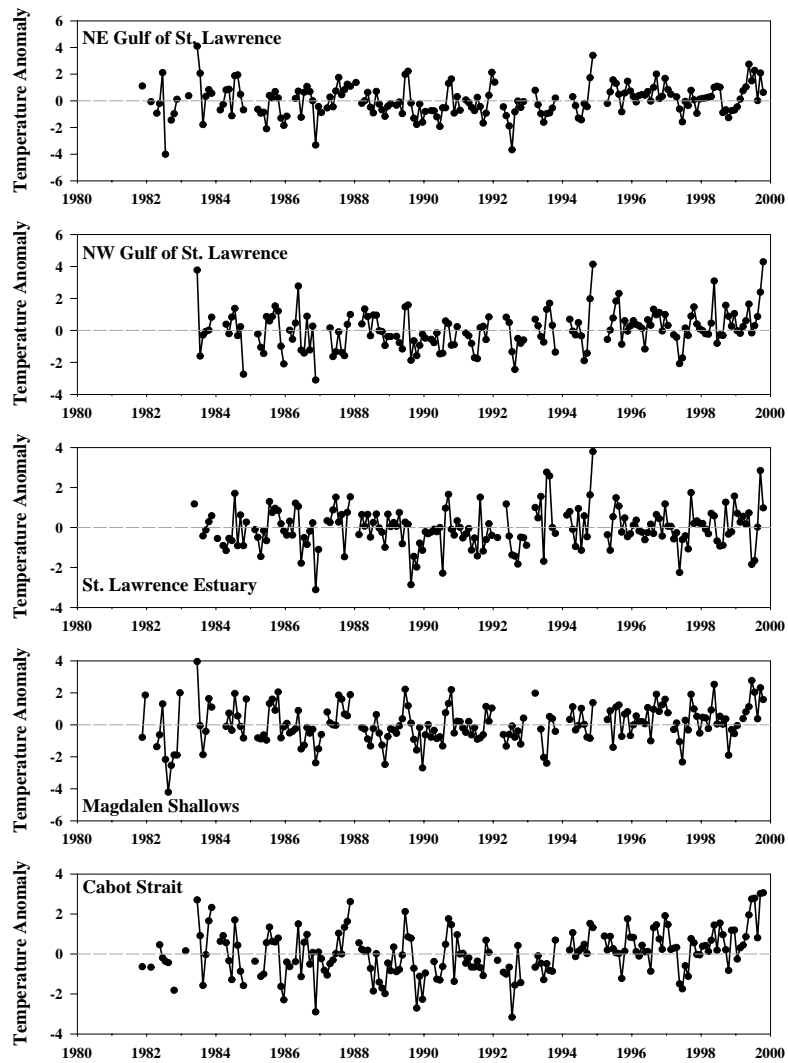 6
NE Gulf of St. Lawrence
4
2
0
-2
-4
-6
Temperature Anomaly
1980 1982 1984 1986 1988 1990 1992 1994 1996 1998 2000
6
NW Gulf of St. Lawrence
4
2
0
-2
-4
Temperature Anomaly
1980 1982 1984 1986 1988 1990 1992 1994 1996 1998 2000
4
2
0
-2
St. Lawrence Estuary
-4
Temperature Anomaly
1980 1982 1984 1986 1988 1990 1992 1994 1996 1998 2000
4
2
0
-2
-4
Magdalen Shallows
-6
Temperature Anomaly
1980 1982 1984 1986 1988 1990 1992 1994 1996 1998 2000
4
Cabot Strait
2
0
-2
-4
Temperature Anomaly
1980 1982 1984 1986 1988 1990 1992 1994 1996 1998 2000